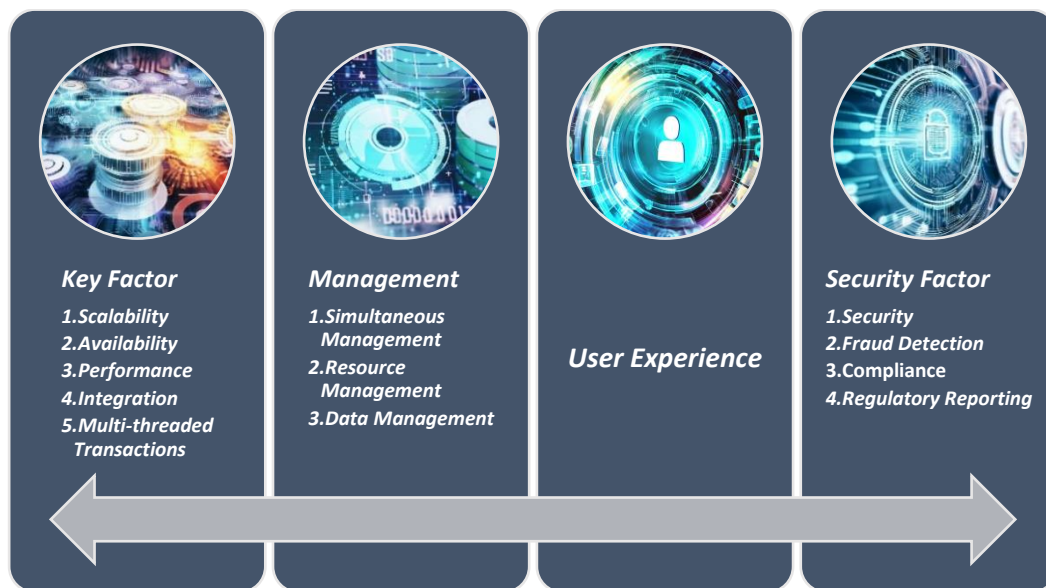 Key Factor
1.Scalability
2.Availability
3.Performance
4.Integration
5.Multi-threaded
Transactions
Management
1.Simultaneous
Management
2.Resource
Management
3.Data Management
User Experience
Security Factor
1.Security
2.Fraud Detection
3.Compliance
4.Regulatory Reporting